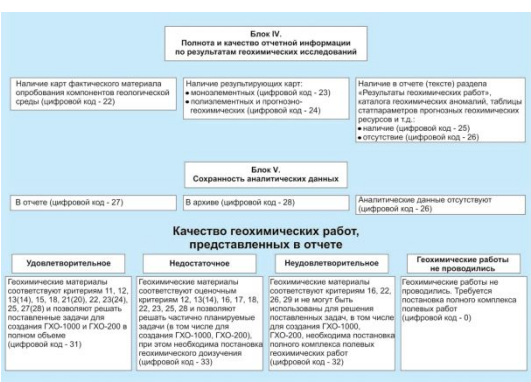 Блок IV.
Полнота и качество отчетной информации
по результатам геохимических исследований
Наличие карт фактического материала
опробования компонентов геологической
среды (цифровой код - 22)
Наличие результирующих карт:
● моноэлементных (цифровой код - 23)
● полиэлементных и прогнозно-
геохимических (цифровой код - 24)
Наличие в отчете (тексте) раздела
«Результаты геохимических работ»,
каталога геохимических аномалий, таблицы
статпараметров прогнозных геохимических
ресурсов и т.д.:
● наличие (цифровой код - 25)
● отсутствие (цифровой код - 26)
Блок V.
Сохранность аналитических данных
В отчете (цифровой код - 27)
В архиве (цифровой код - 28)
Аналитические данные отсутствуют
(цифровой код - 26)
Качество геохимических работ,
представленных в отчете
Удовлетворительное
Геохимические материалы
соответствуют критериям 11, 12,
13(14), 15, 18, 21(20), 22, 23(24),
25, 27(28) и позволяют решать
поставленные задачи для
создания ГХО-1000 и ГХО-200 в
полном объеме
(цифровой код - 31)
Недостаточное
Геохимические материалы
соответствуют оценочным
критериям 12, 13(14), 16, 17, 18,
22, 23, 25, 28 и позволяют
решать частично планируемые
задачи (в том числе для
создания ГХО-1000, ГХО-200),
при этом необходима постановка
геохимического доизучения
(цифровой код - 33)
Неудовлетворительное
Геохимические материалы
соответствуют критериям 16, 22,
26, 29 и не могут быть
использованы для решения
поставленных задач, в том числе
для создания ГХО-1000,
ГХО-200, необходима постановка
полного комплекса полевых
геохимических работ
(цифровой код - 32)
Геохимические работы
не проводились
Геохимические работы не
проводились. Требуется
постановка полного комплекса
полевых работ
(цифровой код- 0)